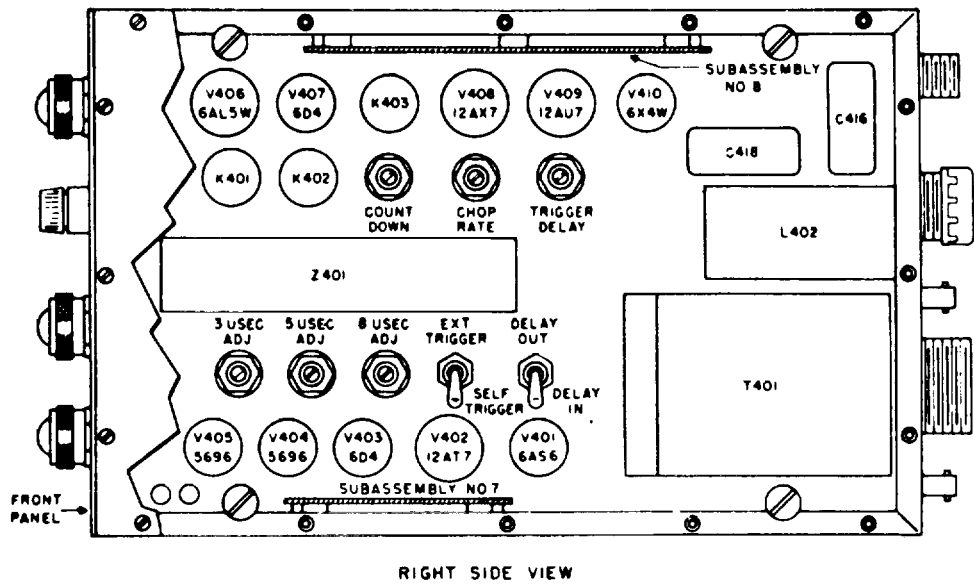 SUBASSEMBLY
NO 8
V406
6AL5W
V407
6D4
K403
V408
12AX7
V409
12AU7
V410
6X4W
C416
C418
K401
K402
COUNT
DOWN
CHOP
RATE
TRIGGER
DELAY
L402
Z401
3 USEC
ADJ
5 USEC
ADJ
8 USEC
ADJ
EXT
TRIGGER
DELAY
OUT
SELF
TRIGGER
DELAY
IN
T401
V405
5696
V404
5696
V403
6D4
V402
12AT7
V401
6AS6
SUBASSEMBLY NO 7
FRONT
PANEL
RIGHT SIDE VIEW